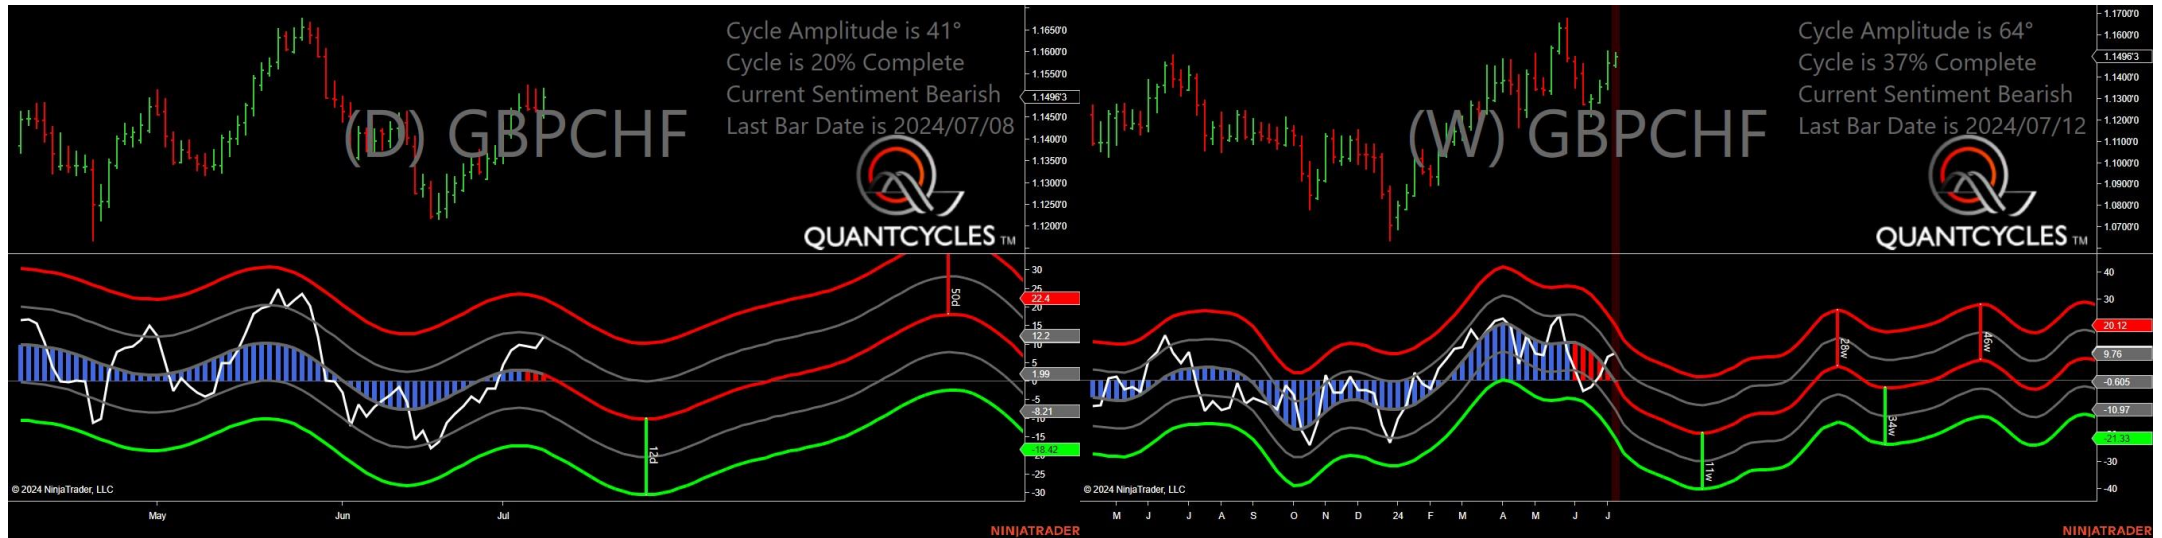 Cycle Amplitude is 41°
Cycle is 20% Complete
Current Sentiment Bearish
Last Bar Date is 2024/07/08
(D) GBPCHF
QUANTCYCLES TM
1.1650'0
1.1600'0
1.1550'0
1.1496'3
1.1450'0
1.1400'0
1.1350'0
1.1300'0
1.1250'0
1.1200'0
30
25
22.4
20
15
12.2
10
5
1.99
0
-5
-8.21
-10
-15
-18.42
-25
-30
50d
12d
© 2024 NinjaTrader, LLC
May Jun Jul
NINJATRADER
Cycle Amplitude is 64°
Cycle is 37% Complete
Current Sentiment Bearish
Last Bar Date is 2024/07/12
(W) GBPCHF
QUANTCYCLES TM
1.1700'0
1.1600'0
1.1496'3
1.1400'0
1.1300'0
1.1200'0
1.1100'0
1.1000'0
1.0900'0
1.0800'0
1.0700'0
40
30
20.12
9.76
-0.605
-10.97
-21.33
-30
-40
28w
46w
34w
11w
© 2024 NinjaTrader, LLC
M J J A S O N D 24 F M A M J J
NINJATRADER